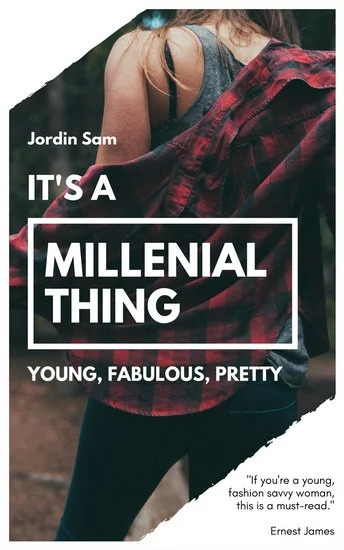 Jordin Sam
IT'S A
MILLENIAL
THING
YOUNG, FABULOUS, PRETTY
"If you're a young,
fashion savvy woman,
this is a must-read."
Ernest James